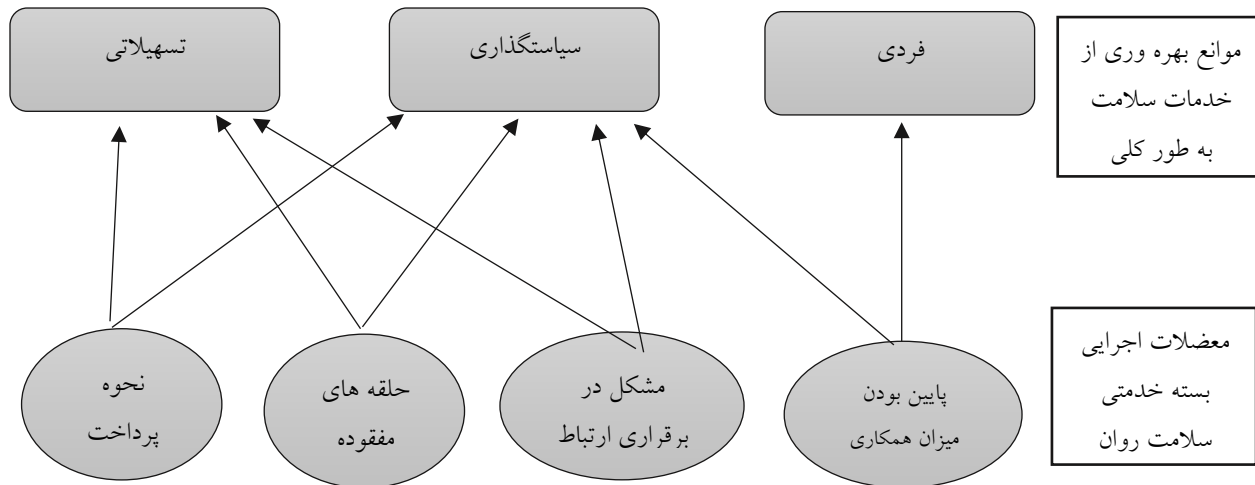 موانع بهره وری از
خدمات سلامت
به طور کلی
فردی
سیاستگذاری
تسهیلاتی
معضلات اجرایی
بسته خدمتی
سلامت روان
پایین بودن
میزان همکاری
مشکل در
برقراری ارتباط
حلقه های
مفقوده
نحوه
پرداخت